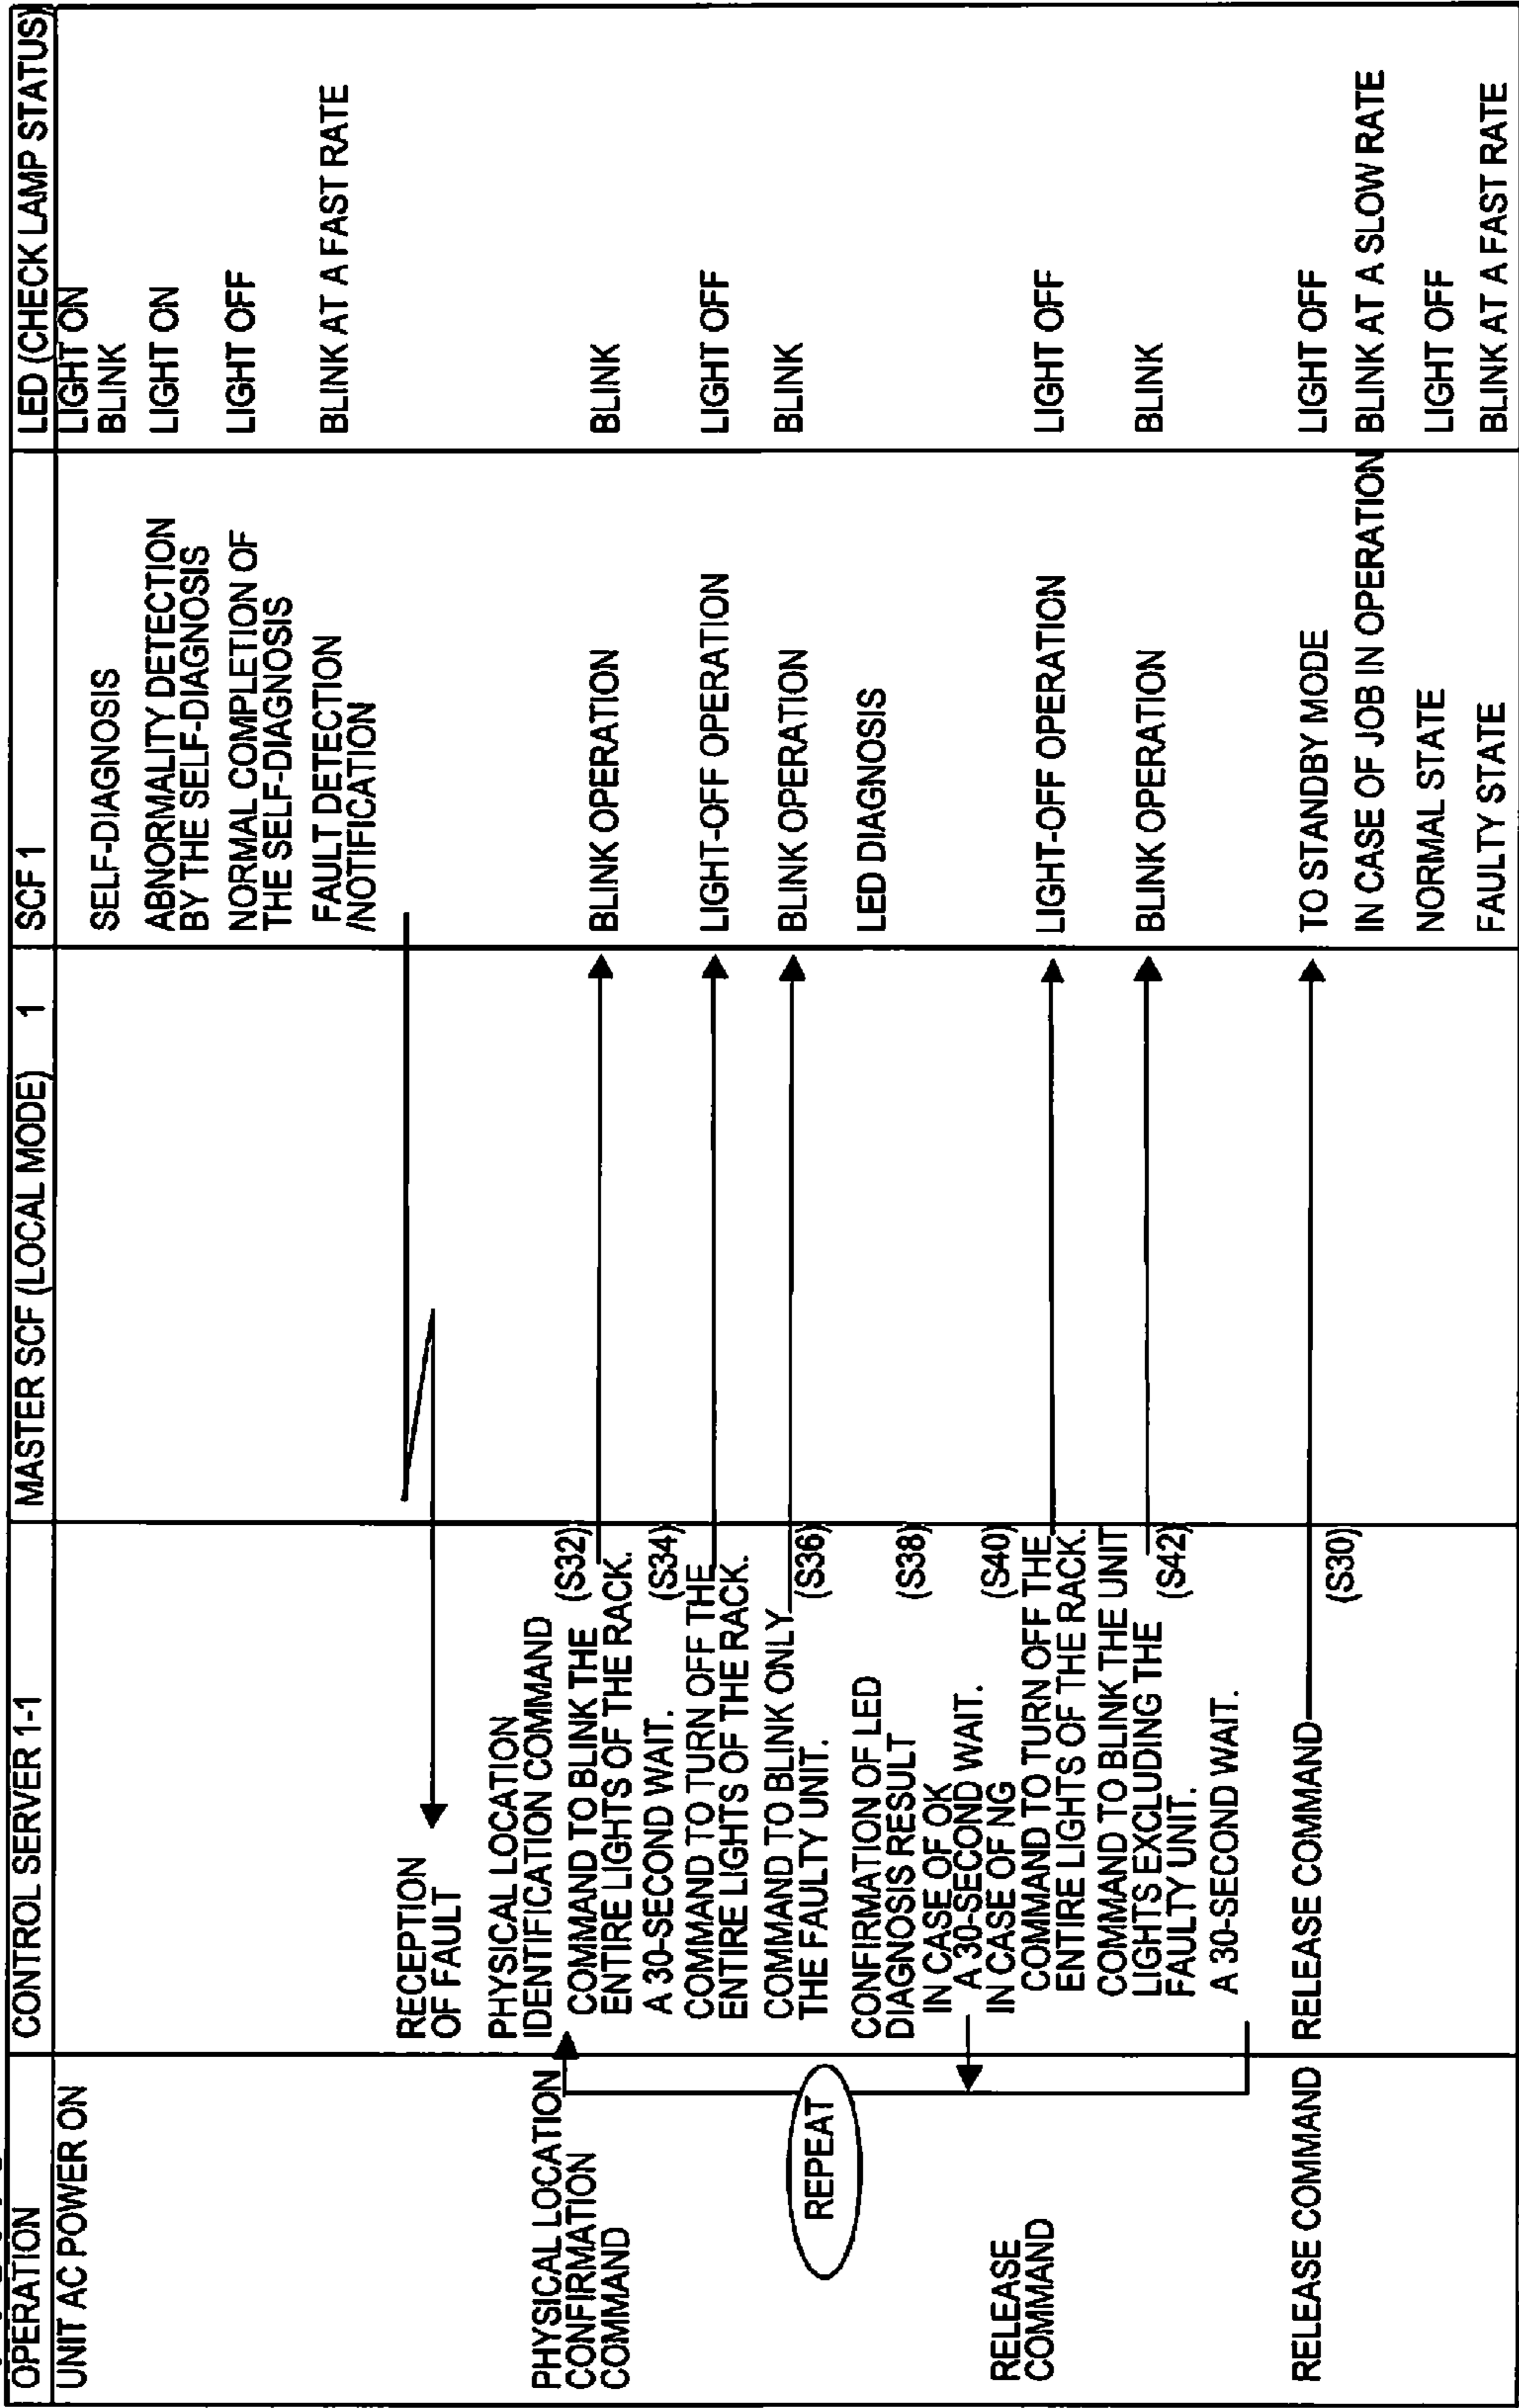 OPERATION
CONTROL SERVER 1-1
MASTER SCF (LOCAL MODE) 1
SCF 1
LED (CHECK LAMP STATUS)
UNIT AC POWER ON
LIGHT ON
SELF-DIAGNOSIS
BLINK
ABNORMALITY DETECTION
BY THE SELF-DIAGNOSIS
LIGHT ON
NORMAL COMPLETION OF
THE SELF-DIAGNOSIS
LIGHT OFF
FAULT DETECTION
/NOTIFICATION
BLINK AT A FAST RATE
RECEPTION
OF FAULT
PHYSICAL LOCATION
IDENTIFICATION COMMAND
PHYSICAL LOCATION
CONFIRMATION
COMMAND
(S32)
COMMAND TO BLINK THE
ENTIRE LIGHTS OF THE RACK.
BLINK OPERATION
BLINK
A 30-SECOND WAIT.
(S34)
COMMAND TO TURN OFF THE
ENTIRE LIGHTS OF THE RACK.
LIGHT-OFF OPERATION
LIGHT OFF
COMMAND TO BLINK ONLY
THE FAULTY UNIT.
(S36)
BLINK OPERATION
BLINK
REPEAT
CONFIRMATION OF LED
DIAGNOSIS RESULT
(S38)
LED DIAGNOSIS
IN CASE OF OK
A 30-SECOND WAIT.
IN CASE OF NG
(S40)
RELEASE
COMMAND
COMMAND TO TURN OFF THE
ENTIRE LIGHTS OF THE RACK.
LIGHT-OFF OPERATION
LIGHT OFF
COMMAND TO BLINK THE UNIT
LIGHTS EXCLUDING THE
FAULTY UNIT.
(S42)
BLINK OPERATION
BLINK
A 30-SECOND WAIT.
RELEASE COMMAND
RELEASE COMMAND
(S30)
TO STANDBY MODE
LIGHT OFF
IN CASE OF JOB IN OPERATION
BLINK AT A SLOW RATE
NORMAL STATE
LIGHT OFF
FAULTY STATE
BLINK AT A FAST RATE